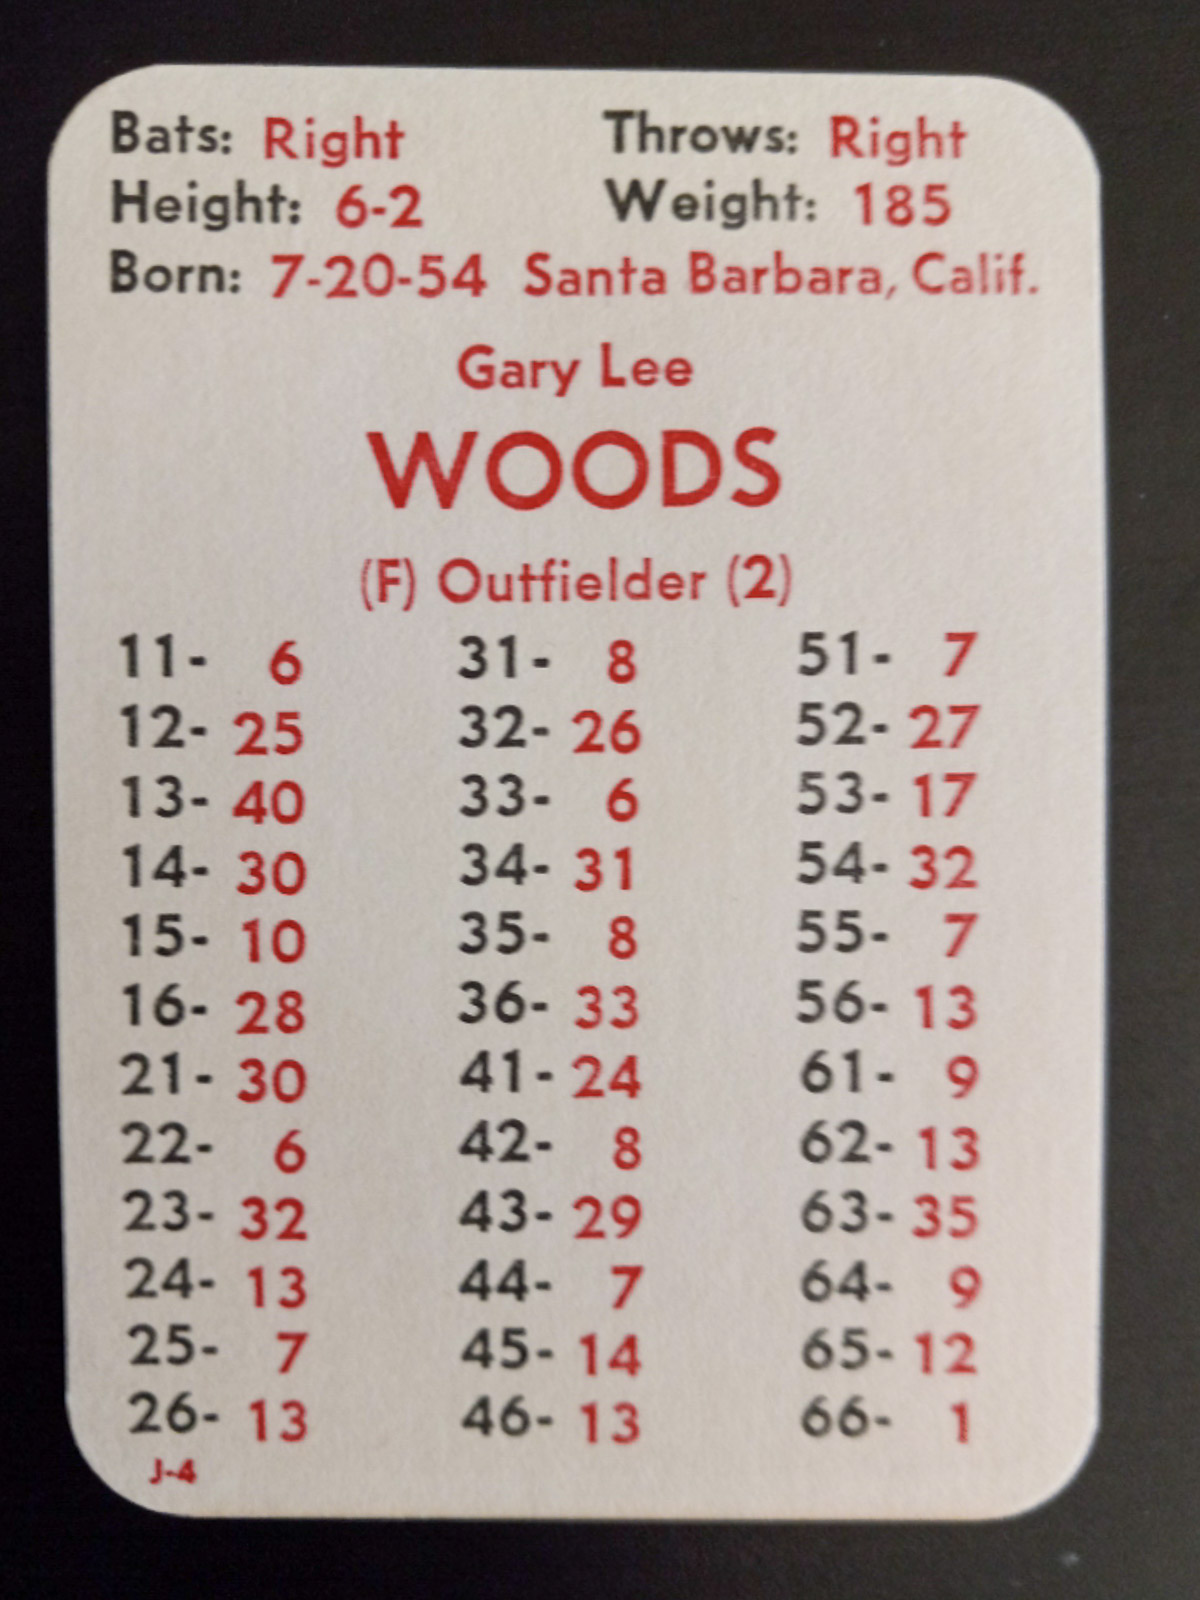 Bats: Right Throws: Right
Height: 6-2 Weight: 185
Born: 7-20-54 Santa Barbara, Calif.
Gary Lee
WOODS
(F) Outfielder (2)
11- 6 31- 8 51- 7
12- 25 32- 26 52- 27
13- 40 33- 6 53- 17
14- 30 34- 31 54- 32
15- 10 35- 8 55- 7
16- 28 36- 33 56- 13
21- 30 41- 24 61- 9
22- 6 42- 8 62- 13
23- 32 43- 29 63- 35
24- 13 44- 7 64- 9
25- 7 45- 14 65- 12
26- 13 46- 13 66- 1
J-4